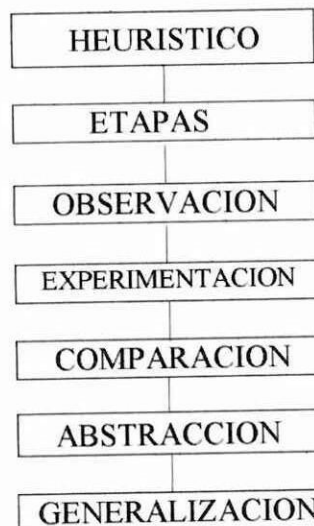 HEURISTICO
ETAPAS
OBSERVACION
EXPERIMENTACION
COMPARACION
ABSTRACCION
GENERALIZACION